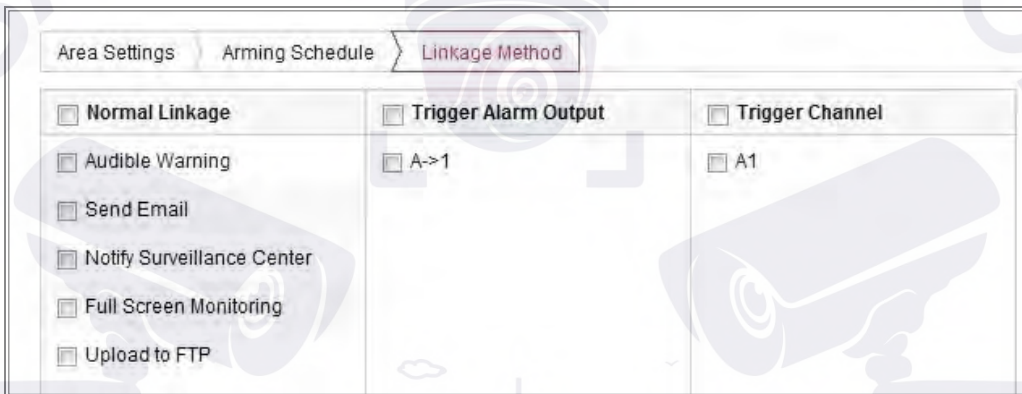 Area Settings Arming Schedule Linkage Method
Normal Linkage Trigger Alarm Output Trigger Channel
Audible Warning A->1 A1
Send Email
Notify Surveillance Center
Full Screen Monitoring
Upload to FTP